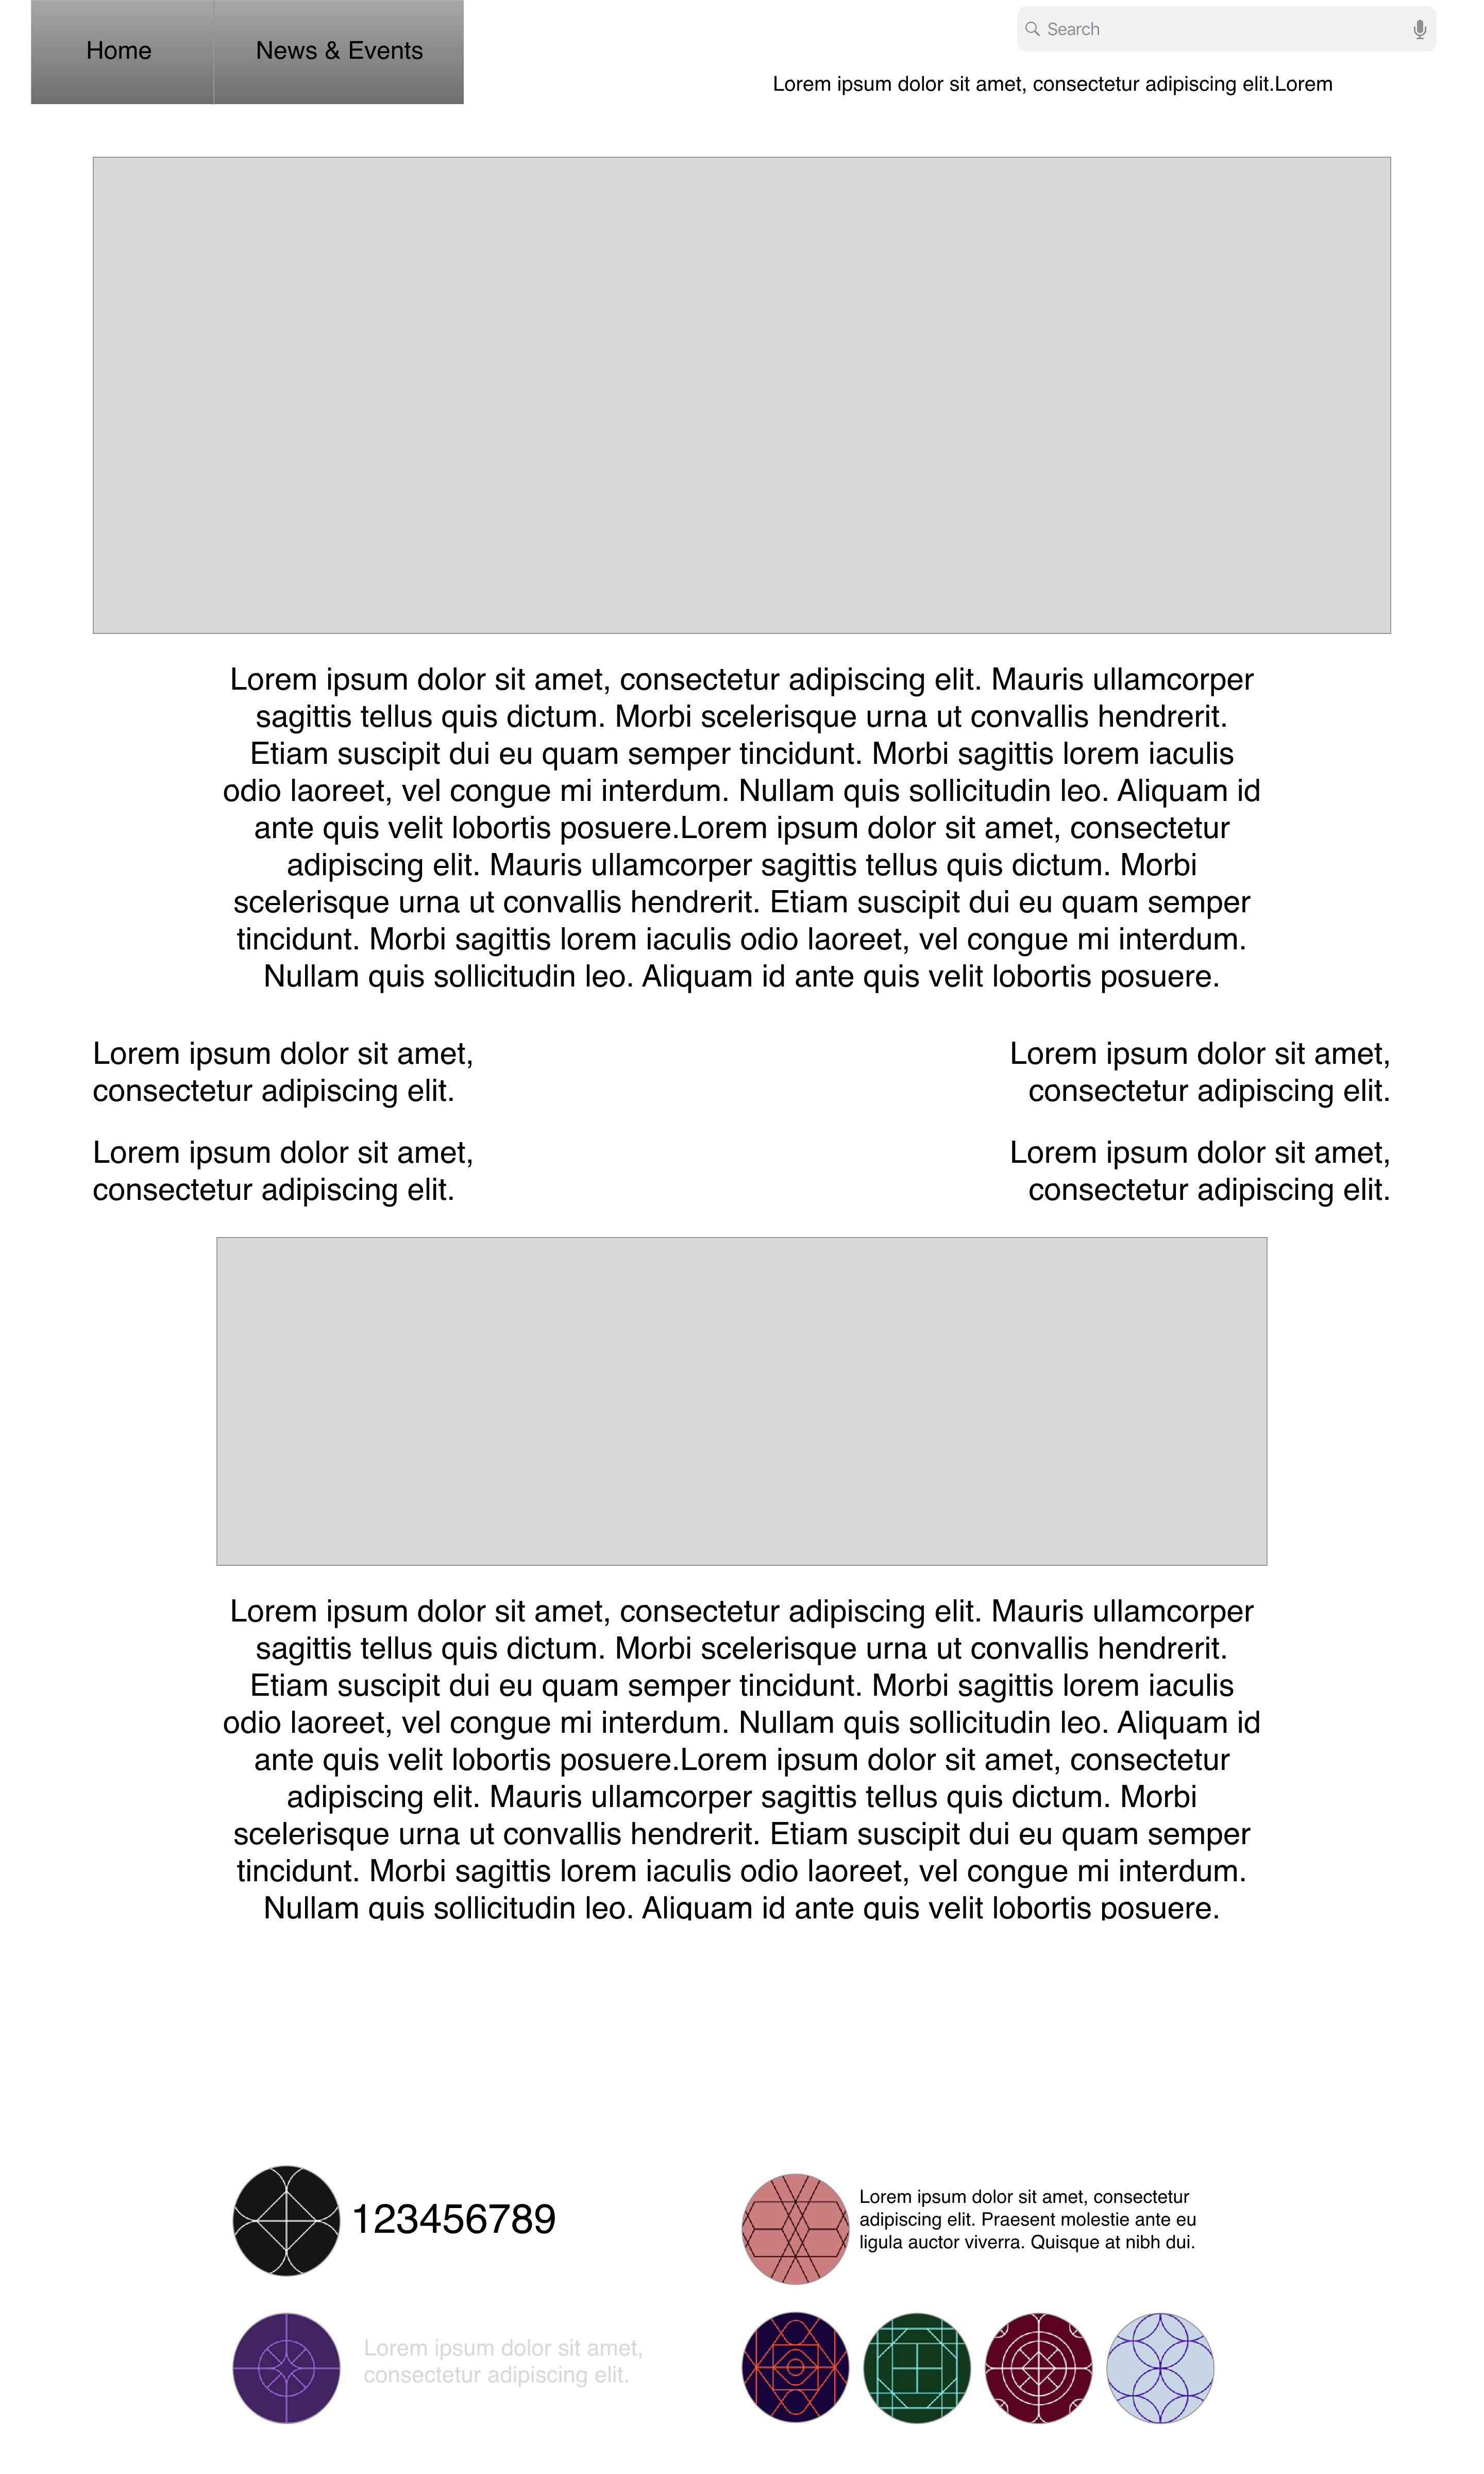 Home
News & Events
Search
Lorem ipsum dolor sit amet, consectetur adipiscing elit.Lorem
Lorem ipsum dolor sit amet, consectetur adipiscing elit. Mauris ullamcorper
sagittis tellus quis dictum. Morbi scelerisque urna ut convallis hendrerit.
Etiam suscipit dui eu quam semper tincidunt. Morbi sagittis lorem iaculis
odio laoreet, vel congue mi interdum. Nullam quis sollicitudin leo. Aliquam id
ante quis velit lobortis posuere.Lorem ipsum dolor sit amet, consectetur
adipiscing elit. Mauris ullamcorper sagittis tellus quis dictum. Morbi
scelerisque urna ut convallis hendrerit. Etiam suscipit dui eu quam semper
tincidunt. Morbi sagittis lorem iaculis odio laoreet, vel congue mi interdum.
Nullam quis sollicitudin leo. Aliquam id ante quis velit lobortis posuere.
Lorem ipsum dolor sit amet,
consectetur adipiscing elit.
Lorem ipsum dolor sit amet,
consectetur adipiscing elit.
Lorem ipsum dolor sit amet,
consectetur adipiscing elit.
Lorem ipsum dolor sit amet,
consectetur adipiscing elit.
Lorem ipsum dolor sit amet, consectetur adipiscing elit. Mauris ullamcorper
sagittis tellus quis dictum. Morbi scelerisque urna ut convallis hendrerit.
Etiam suscipit dui eu quam semper tincidunt. Morbi sagittis lorem iaculis
odio laoreet, vel congue mi interdum. Nullam quis sollicitudin leo. Aliquam id
ante quis velit lobortis posuere.Lorem ipsum dolor sit amet, consectetur
adipiscing elit. Mauris ullamcorper sagittis tellus quis dictum. Morbi
scelerisque urna ut convallis hendrerit. Etiam suscipit dui eu quam semper
tincidunt. Morbi sagittis lorem iaculis odio laoreet, vel congue mi interdum.
Nullam quis sollicitudin leo. Aliquam id ante quis velit lobortis posuere.
123456789
Lorem ipsum dolor sit amet, consectetur
adipiscing elit. Praesent molestie ante eu
ligula auctor viverra. Quisque at nibh dui.
Lorem ipsum dolor sit amet,
consectetur adipiscing elit.